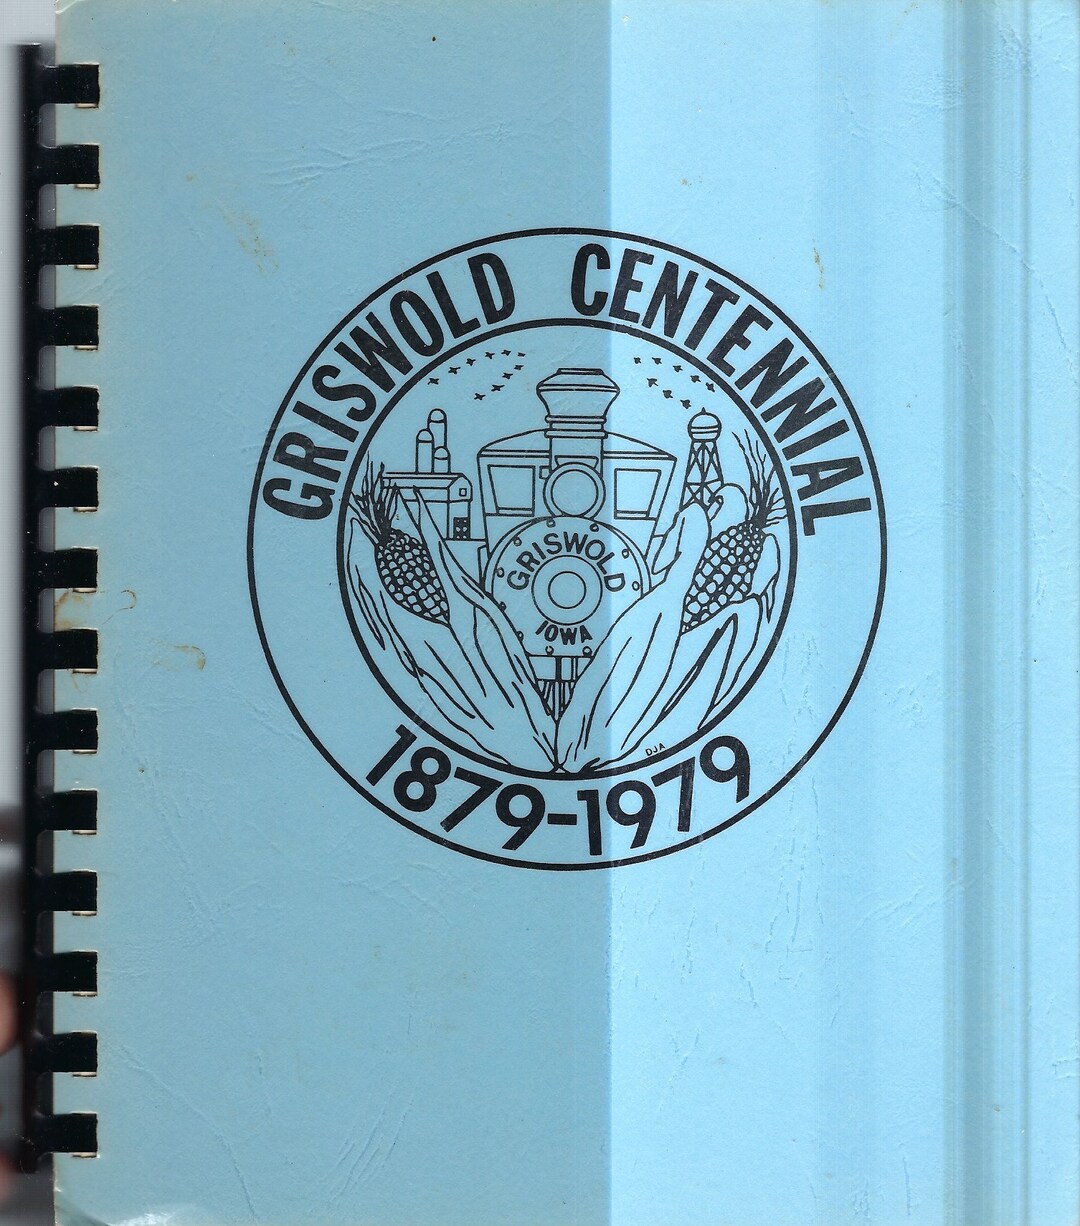 GRISWOLD CENTENNIAL
GRISWOLD
IOWA
DJA
1879-1979